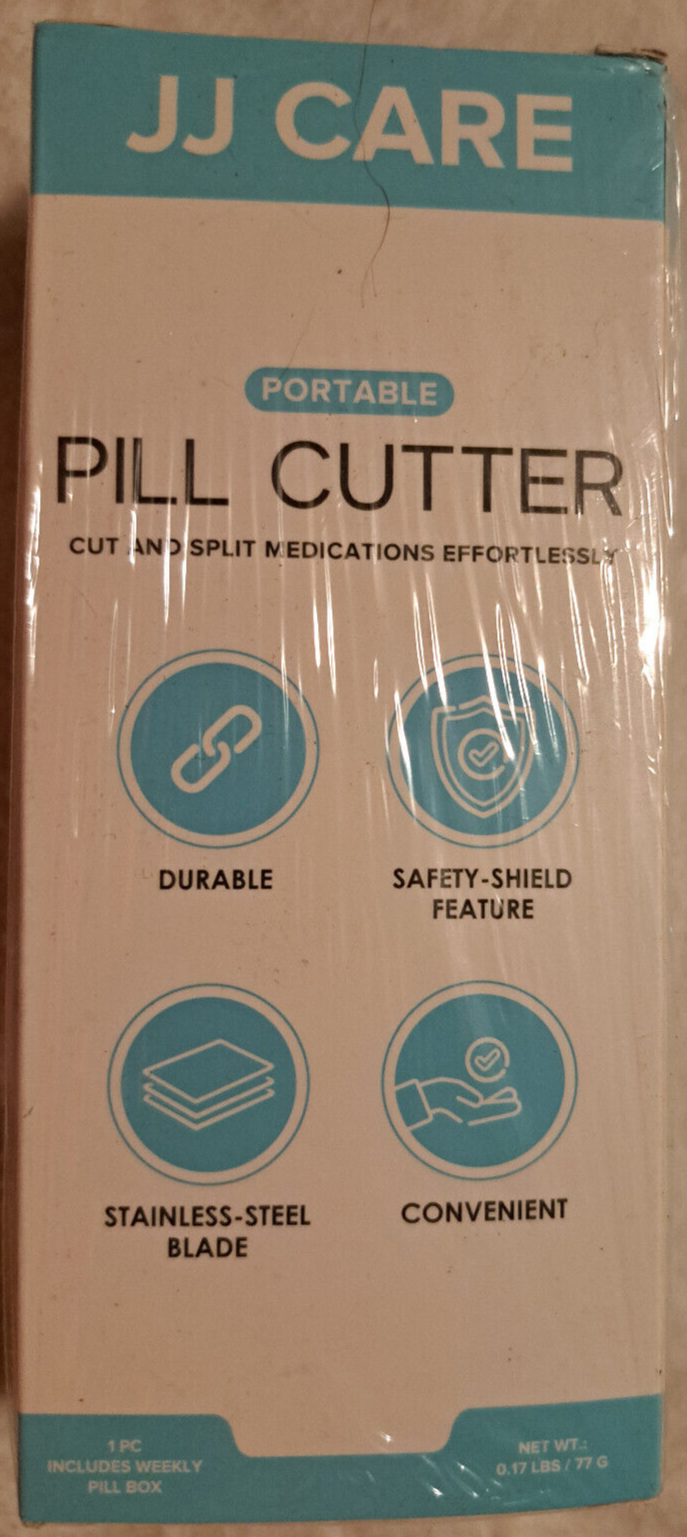 JJ CARE
PORTABLE
PILL CUTTER
CUT AND SPLIT MEDICATIONS EFFORTLESSLY
DURABLE
SAFETY-SHIELD
FEATURE
STAINLESS-STEEL
BLADE
CONVENIENT
1 PC
INCLUDES WEEKLY
PILL BOX
NET WT.:
0.17 LBS / 77 G